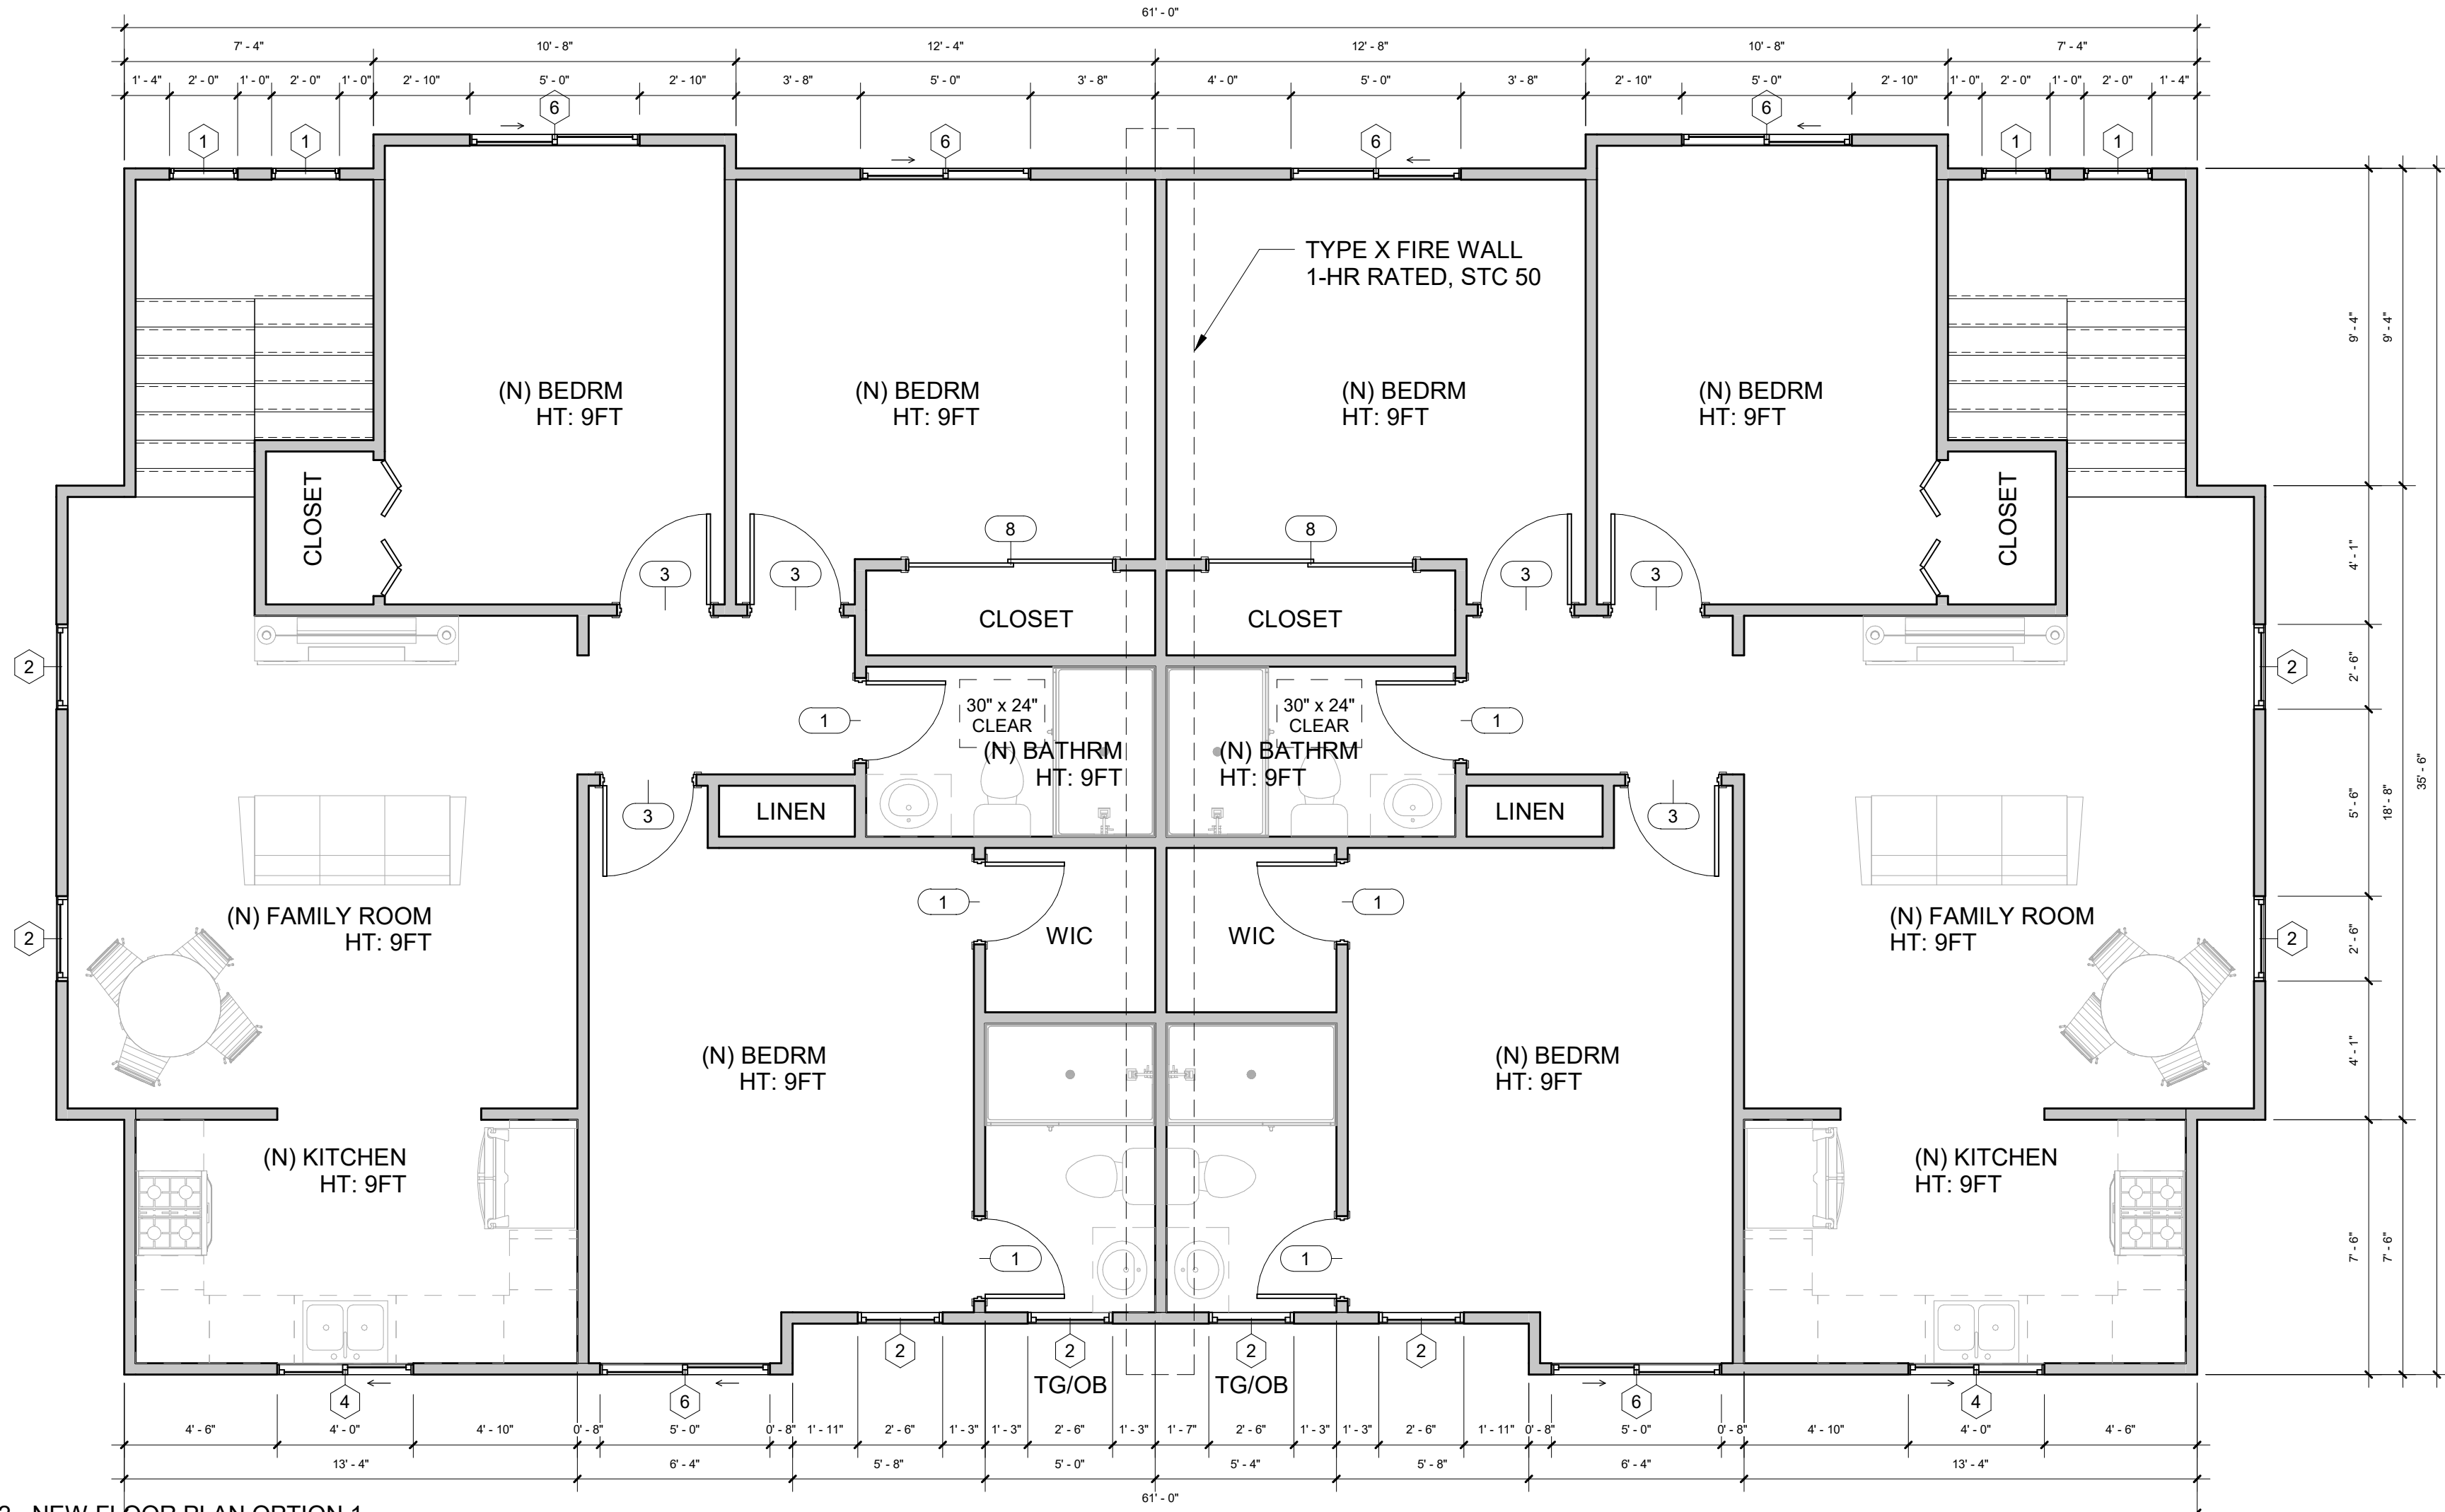 61' - 0"
7' - 4" 10' - 8" 12' - 4" 12' - 8" 10' - 8" 7' - 4"
1' - 4" 2' - 0" 1' - 0" 2' - 0" 1' - 0" 2' - 10" 5' - 0" 2' - 10" 3' - 8" 5' - 0" 3' - 8" 4' - 0" 5' - 0" 3' - 8" 2' - 10" 5' - 0" 2' - 10" 1' - 0" 2' - 0" 1' - 0" 2' - 0" 1' - 4"
6 6
1 1 6 6 1 1
TYPE X FIRE WALL
1-HR RATED, STC 50
9' - 4" 9' - 4"
(N) BEDRM (N) BEDRM (N) BEDRM (N) BEDRM
HT: 9FT HT: 9FT HT: 9FT HT: 9FT
CLOSET 8 8 CLOSET
4' - 1"
3 3 3 3
CLOSET CLOSET
2 2 2' - 6"
30" x 24" 30" x 24"
1 CLEAR CLEAR 1
(N) BATHRM (N) BATHRM
HT: 9FT HT: 9FT
35' - 6"
5' - 6" 18' - 8"
3 LINEN LINEN 3
1 1
(N) FAMILY ROOM WIC WIC (N) FAMILY ROOM
HT: 9FT HT: 9FT
2 2 2' - 6"
(N) BEDRM (N) BEDRM 4' - 1"
HT: 9FT HT: 9FT
(N) KITCHEN (N) KITCHEN
HT: 9FT HT: 9FT
1 1 7' - 6" 7' - 6"
2 2 2 2
TG/OB TG/OB
4 6 6 4
4' - 6" 4' - 0" 4' - 10" 0' - 8" 5' - 0" 0' - 8" 1' - 11" 2' - 6" 1' - 3" 1' - 3" 2' - 6" 1' - 3" 1' - 7" 2' - 6" 1' - 3" 1' - 3" 2' - 6" 1' - 11" 0' - 8" 5' - 0" 0' - 8" 4' - 10" 4' - 0" 4' - 6"
13' - 4" 6' - 4" 5' - 8" 5' - 0" 5' - 4" 5' - 8" 6' - 4" 13' - 4"
61' - 0"
2 - NEW FLOOR PLAN OPTION 1